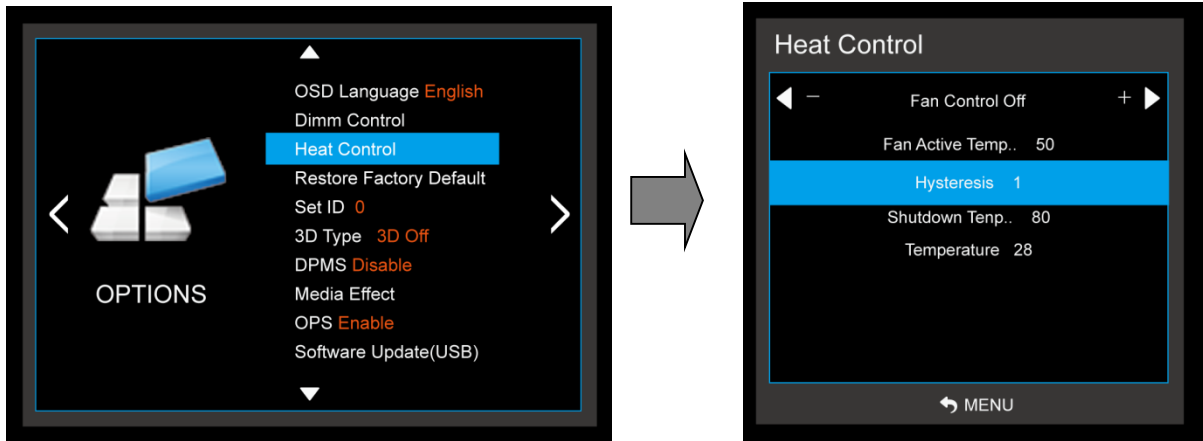 OSD Language English
Dimm Control
Heat Control
Restore Factory Default
Set ID 0
3D Type 3D Off
DPMS Disable
Media Effect
OPS Enable
Software Update(USB)
OPTIONS
Heat Control
− Fan Control Off +
Fan Active Temp.. 50
Hysteresis 1
Shutdown Tenp.. 80
Temperature 28
MENU